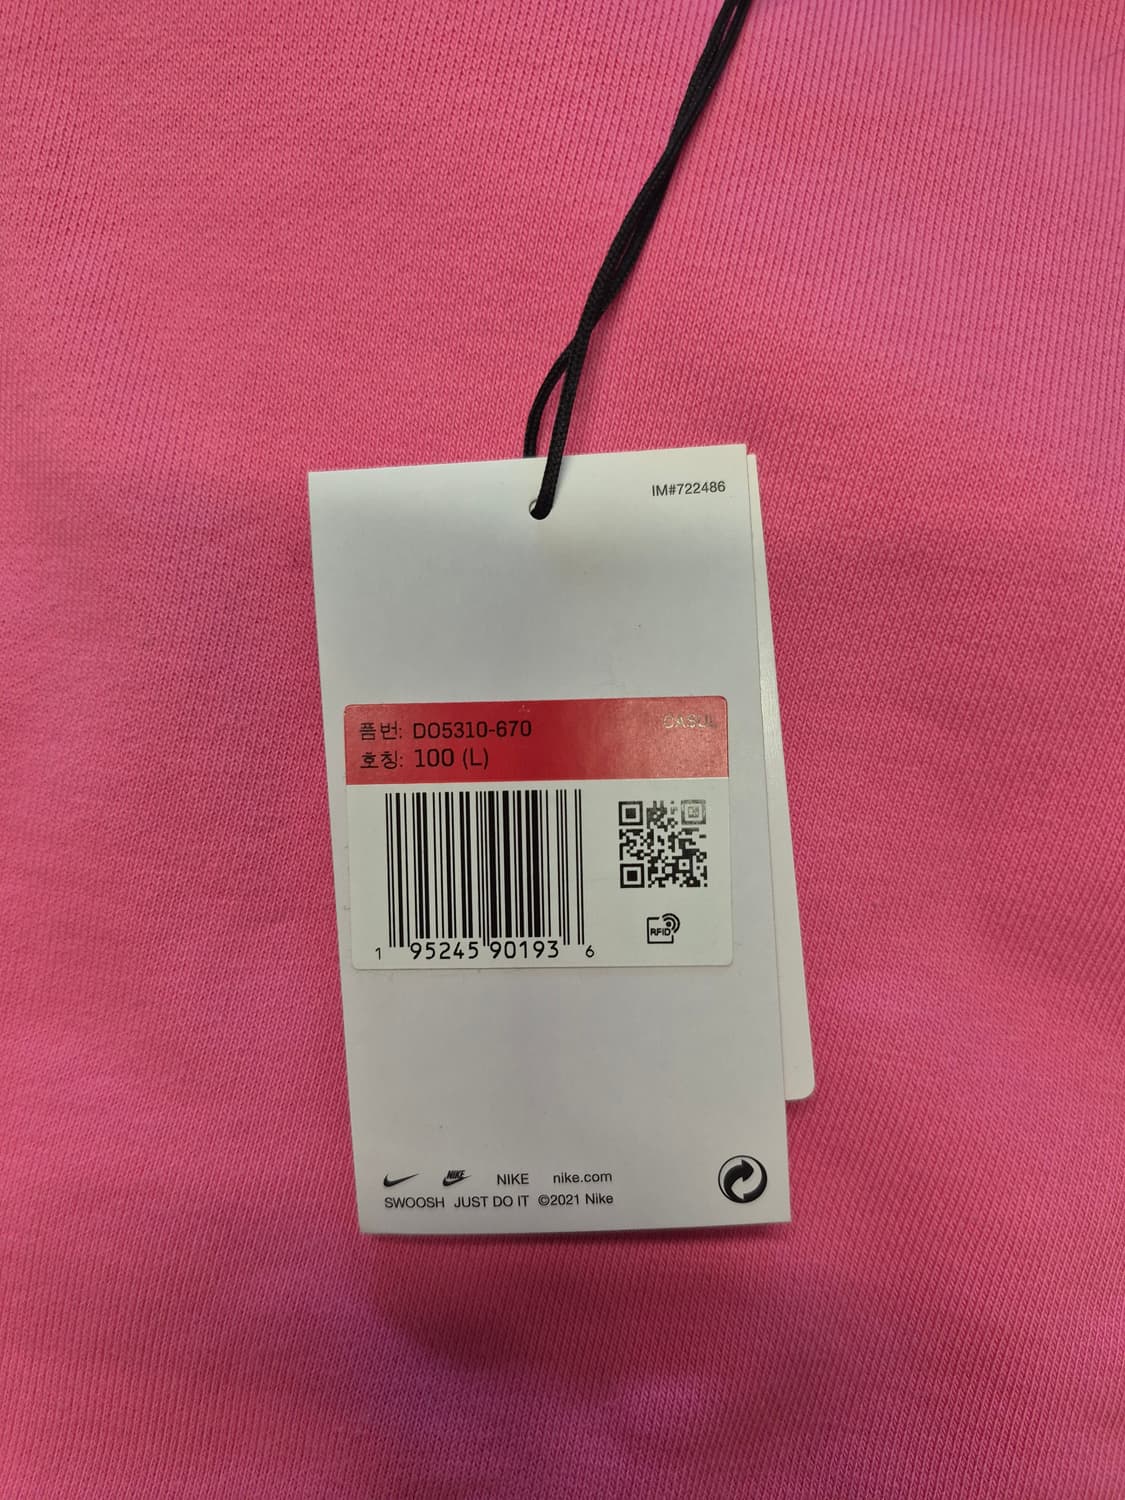 IM#722486
품번: DO5310-670
호칭: 100 (L)
1 95245 90193 6
RFID
NIKE NIKE nike.com
SWOOSH JUST DO IT ©2021 Nike